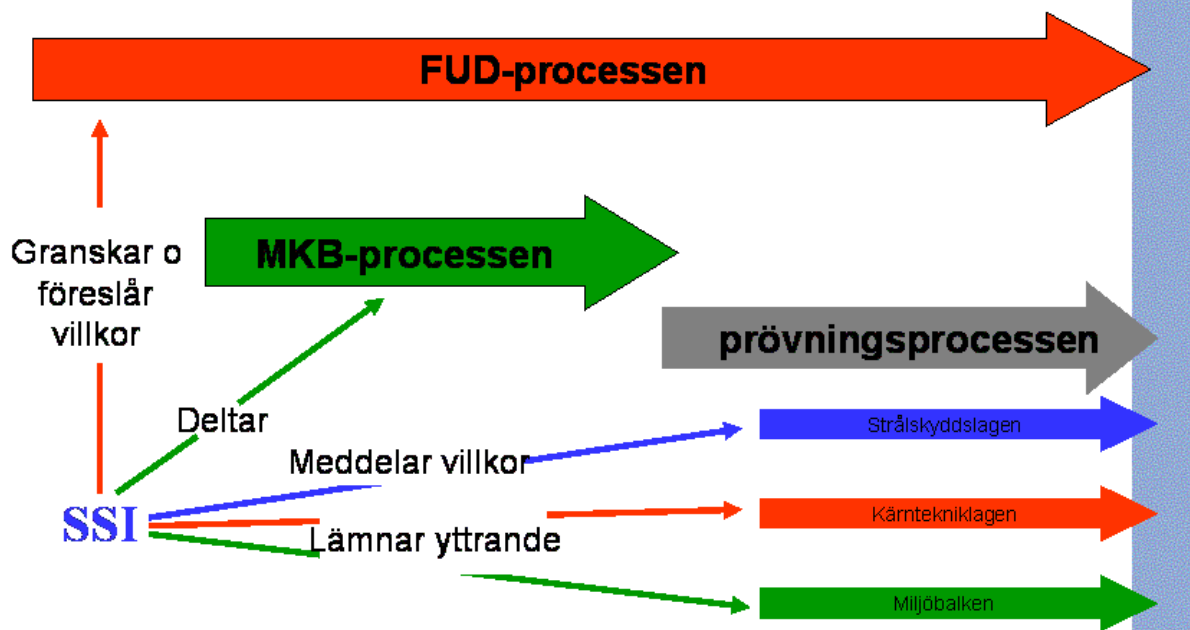 FUD-processen
Granskar o
föreslår
villkor
MKB-processen
prövningsprocessen
Deltar
Strålskyddslagen
Meddelar villkor
SSI
Kärntekniklagen
Lämnar yttrande
Miljöbalken